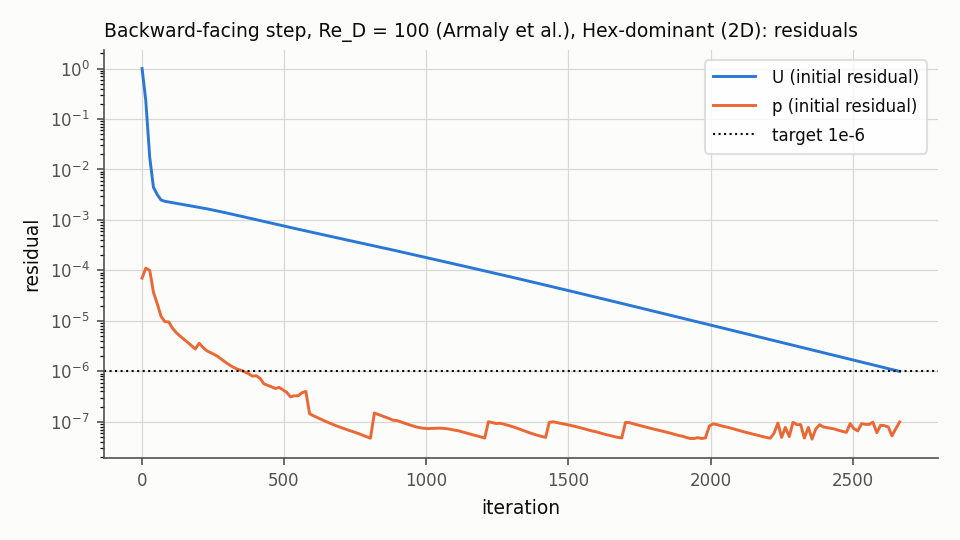 Backward-facing step, Re_D = 100 (Armaly et al.), Hex-dominant (2D): residuals
U (initial residual)
p (initial residual)
target 1e-6
residual
10⁰
10⁻¹
10⁻²
10⁻³
10⁻⁴
10⁻⁵
10⁻⁶
10⁻⁷
0 500 1000 1500 2000 2500
iteration